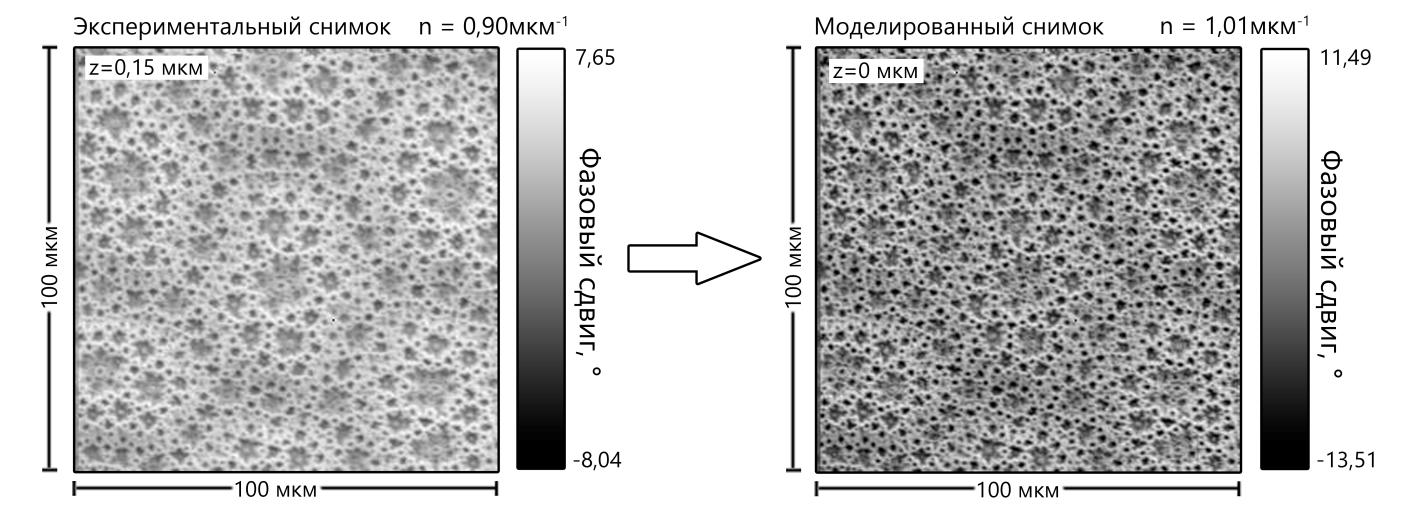 Экспериментальный снимок n = 0,90мкм⁻¹
z=0,15 мкм
7,65
Фазовый сдвиг, °
-8,04
100 мкм
100 мкм
Моделированный снимок n = 1,01мкм⁻¹
z=0 мкм
11,49
Фазовый сдвиг, °
-13,51
100 мкм
100 мкм